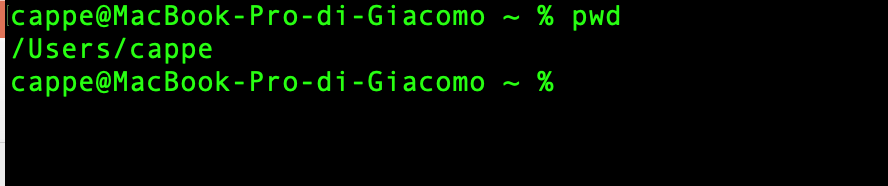 cappe@MacBook-Pro-di-Giacomo ~ % pwd
/Users/cappe
cappe@MacBook-Pro-di-Giacomo ~ %